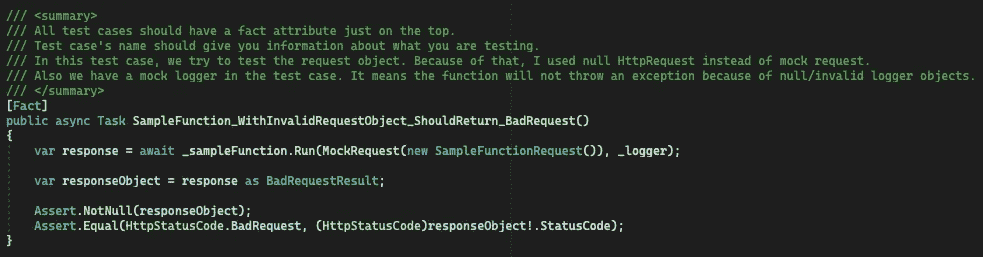 /// <summary>
/// All test cases should have a fact attribute just on the top.
/// Test case's name should give you information about what you are testing.
/// In this test case, we try to test the request object. Because of that, I used null HttpRequest instead of mock request.
/// Also we have a mock logger in the test case. It means the function will not throw an exception because of null/invalid logger objects.
/// </summary>
[Fact]
public async Task SampleFunction_WithInvalidRequestObject_ShouldReturn_BadRequest()
{
    var response = await _sampleFunction.Run(MockRequest(new SampleFunctionRequest()), _logger);
    var responseObject = response as BadRequestResult;
    Assert.NotNull(responseObject);
    Assert.Equal(HttpStatusCode.BadRequest, (HttpStatusCode)responseObject!.StatusCode);
}